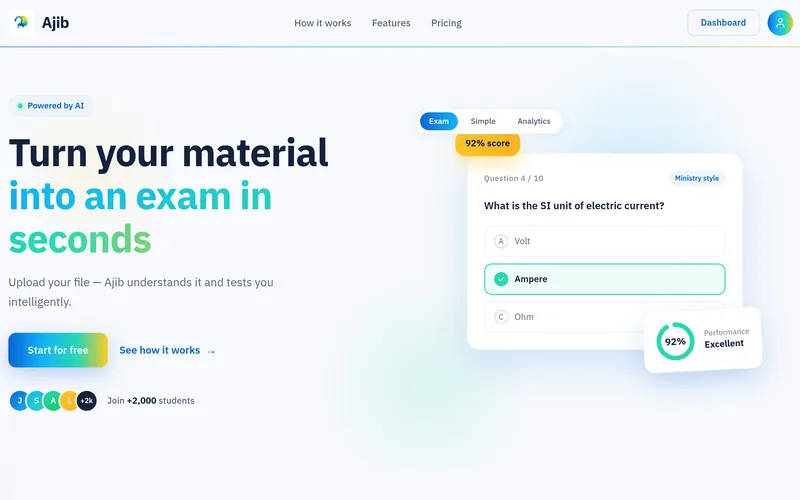 Ajib
How it works
Features
Pricing
Dashboard
Powered by AI
Turn your material
into an exam in
seconds
Upload your file — Ajib understands it and tests you
intelligently.
Start for free
See how it works →
J
S
A
L
+2k
Join +2,000 students
Exam
Simple
Analytics
92% score
Question 4 / 10
Ministry style
What is the SI unit of electric current?
A Volt
Ampere
C Ohm
92%
Performance
Excellent